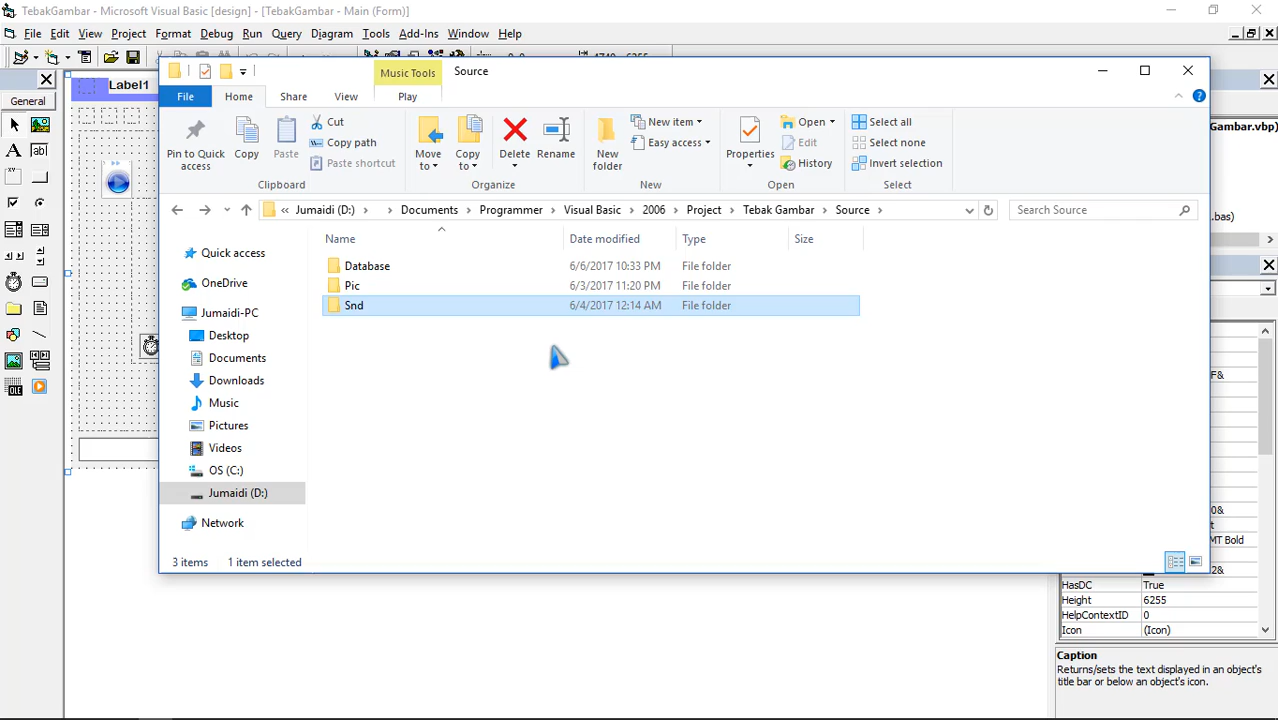 TebakGambar - Microsoft Visual Basic [design] - [TebakGambar - Main (Form)]
File Edit View Project Format Debug Run Query Diagram Tools Add-Ins Window Help
Music Tools Source
File Home Share View Play
Label1
General
Pin to Quick access
Copy
Paste
Cut
Copy path
Paste shortcut
Clipboard
Move to
Copy to
Delete
Rename
Organize
New folder
New item
Easy access
New
Properties
Open
Edit
History
Open
Select all
Select none
Invert selection
Select
Gambar.vbp)
« Jumaidi (D:) > Documents > Programmer > Visual Basic > 2006 > Project > Tebak Gambar > Source >
Search Source
.bas)
Name Date modified Type Size
Database 6/6/2017 10:33 PM File folder
Pic 6/3/2017 11:20 PM File folder
Snd 6/4/2017 12:14 AM File folder
Quick access
OneDrive
Jumaidi-PC
Desktop
Documents
Downloads
Music
Pictures
Videos
OS (C:)
Jumaidi (D:)
Network
OLE
3 items 1 item selected
F&
0&
t
MT Bold
2&
HasDC True
Height 6255
HelpContextID 0
Icon (Icon)
Caption
Returns/sets the text displayed in an object's
title bar or below an object's icon.